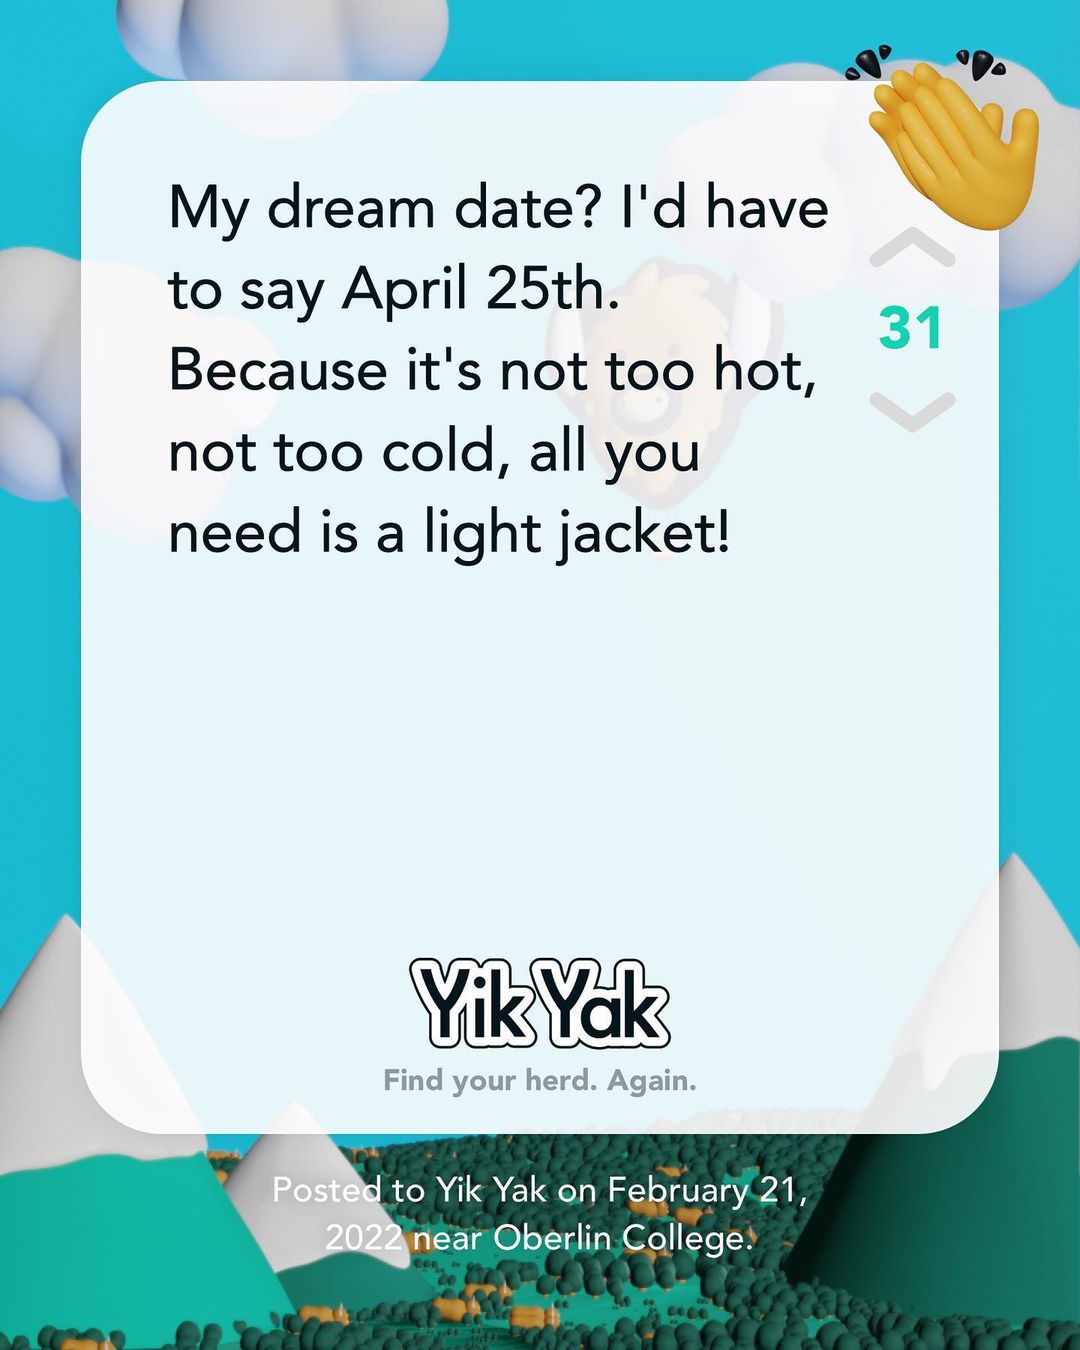 My dream date? I'd have
to say April 25th.
Because it's not too hot,
not too cold, all you
need is a light jacket!
31
Yik Yak
Find your herd. Again.
Posted to Yik Yak on February 21,
2022 near Oberlin College.